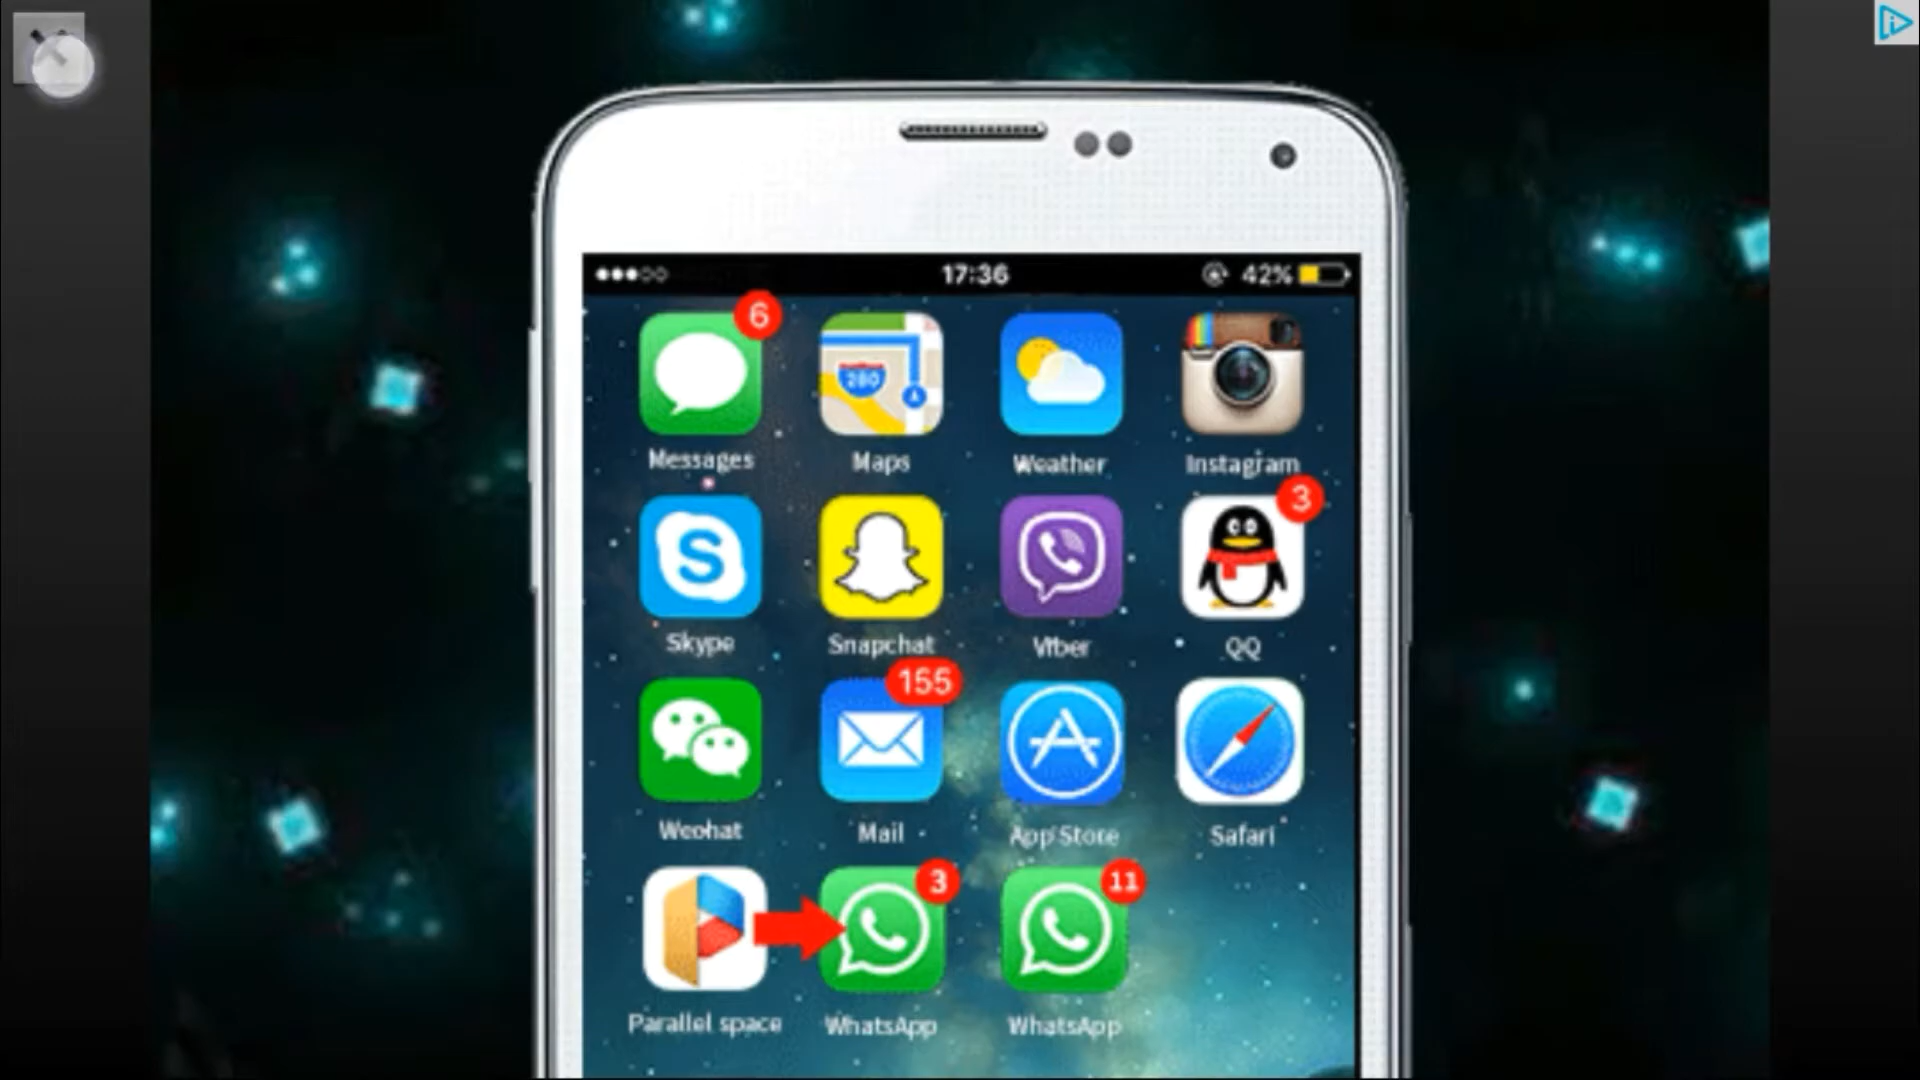 17:36 42%
6
280
Messages Maps Weather Instagram
3
S
Skype Snapchat Viber QQ
155
Wechat Mail App Store Safari
3 11
Parallel space WhatsApp WhatsApp